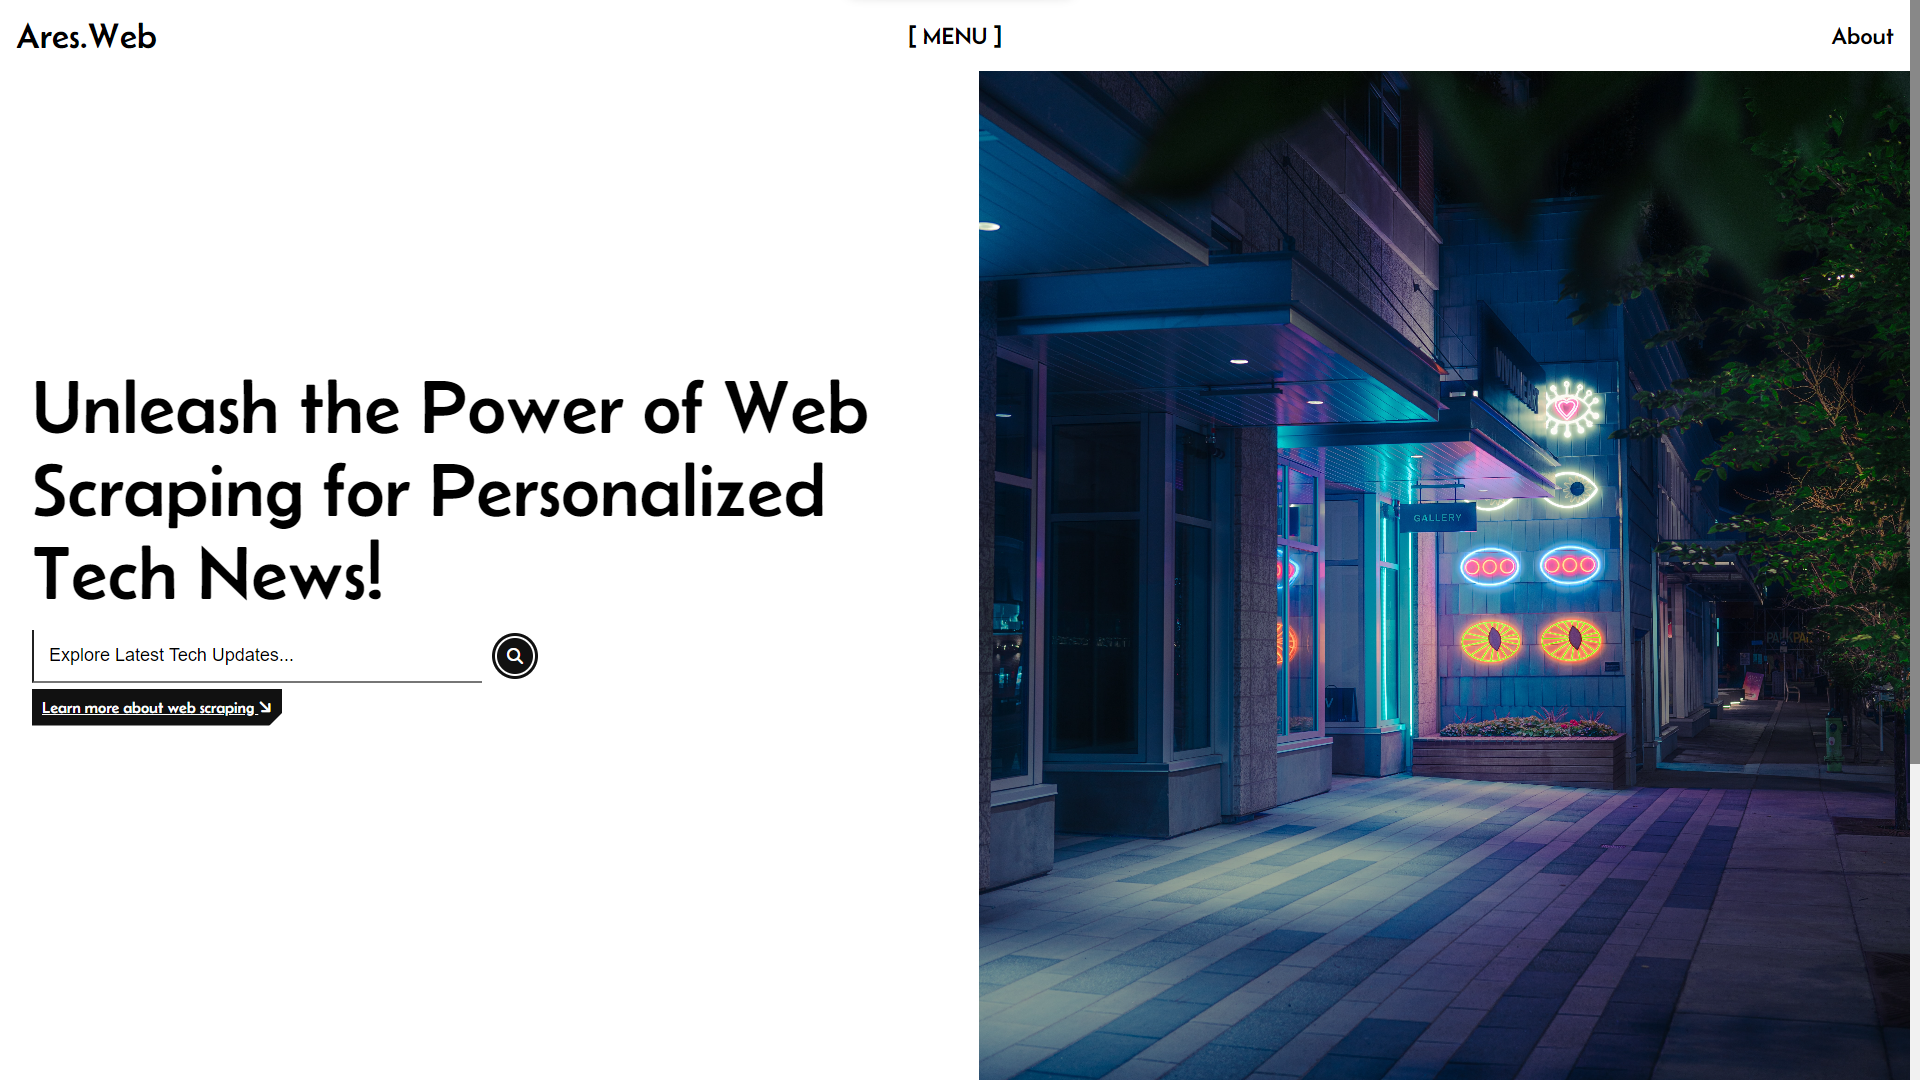 Ares.Web
[ MENU ]
About
Unleash the Power of Web
Scraping for Personalized
Tech News!
Explore Latest Tech Updates...
Learn more about web scraping
GALLERY